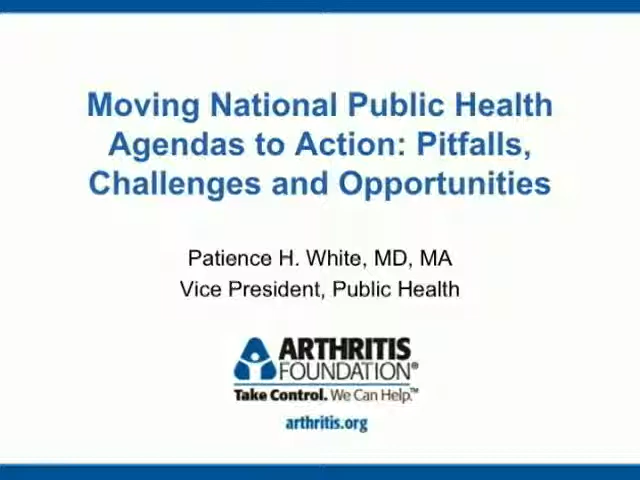 Moving National Public Health
Agendas to Action: Pitfalls,
Challenges and Opportunities
Patience H. White, MD, MA
Vice President, Public Health
ARTHRITIS
FOUNDATION®
Take Control. We Can Help.™
arthritis.org